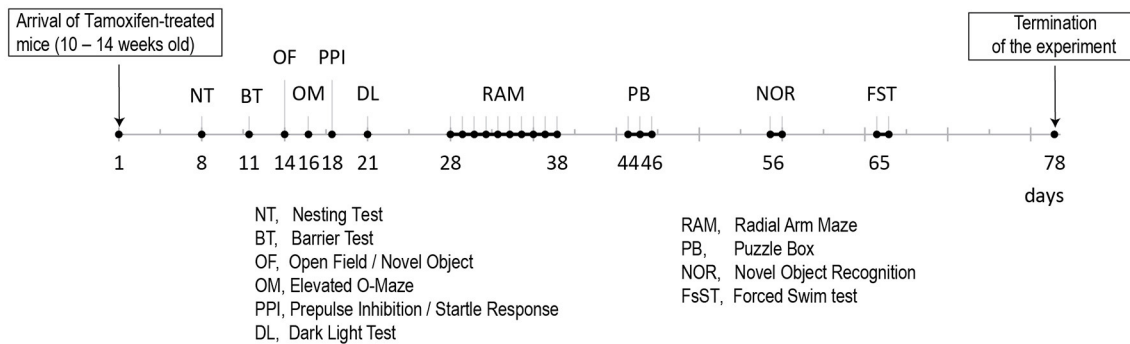 Arrival of Tamoxifen-treated
mice (10 – 14 weeks old)
Termination
of the experiment
OF PPI
NT BT OM DL RAM PB NOR FST
1 8 11 14 16 18 21 28 38 44 46 56 65 78
days
NT, Nesting Test
BT, Barrier Test
OF, Open Field / Novel Object
OM, Elevated O-Maze
PPI, Prepulse Inhibition / Startle Response
DL, Dark Light Test
RAM, Radial Arm Maze
PB, Puzzle Box
NOR, Novel Object Recognition
FsST, Forced Swim test